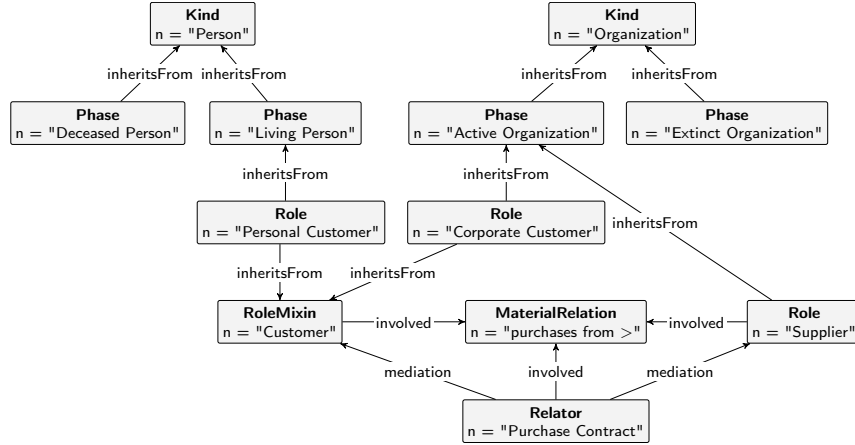 Kind
n = "Person"
Kind
n = "Organization"
inheritsFrom
inheritsFrom
inheritsFrom
inheritsFrom
Phase
n = "Deceased Person"
Phase
n = "Living Person"
Phase
n = "Active Organization"
Phase
n = "Extinct Organization"
inheritsFrom
inheritsFrom
Role
n = "Personal Customer"
Role
n = "Corporate Customer"
inheritsFrom
inheritsFrom
inheritsFrom
RoleMixin
n = "Customer"
involved
MaterialRelation
n = "purchases from >"
involved
Role
n = "Supplier"
mediation
involved
mediation
Relator
n = "Purchase Contract"